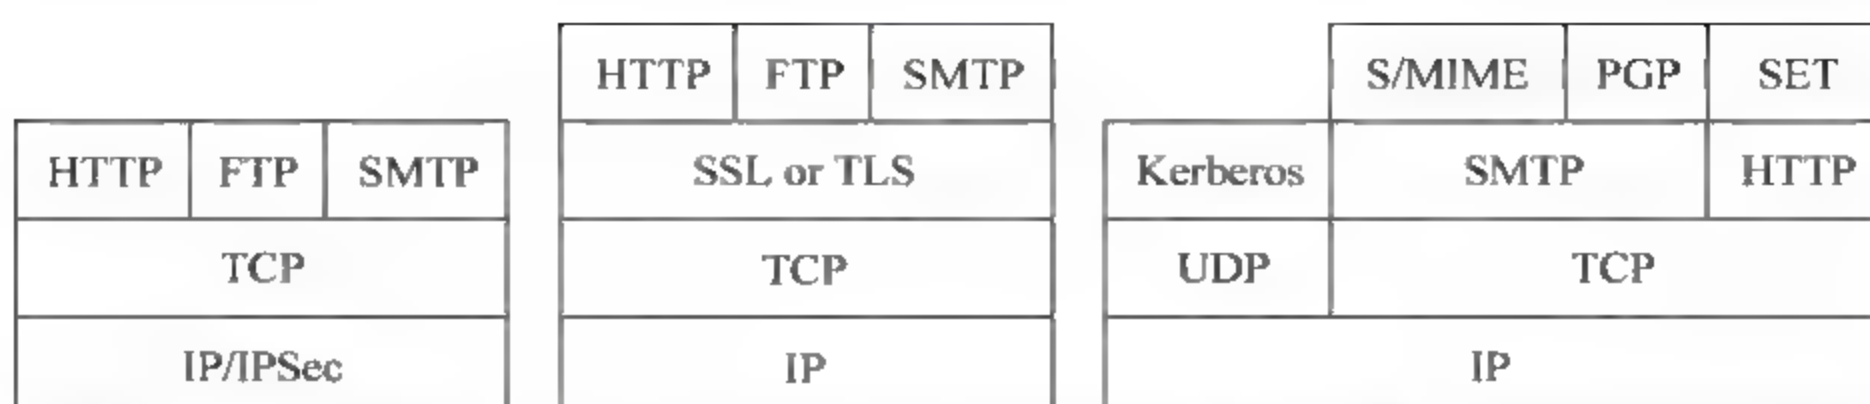 HTTP FTP SMTP
TCP
IP/IPSec
HTTP FTP SMTP
SSL or TLS
TCP
IP
S/MIME PGP SET
Kerberos SMTP HTTP
UDP TCP
IP